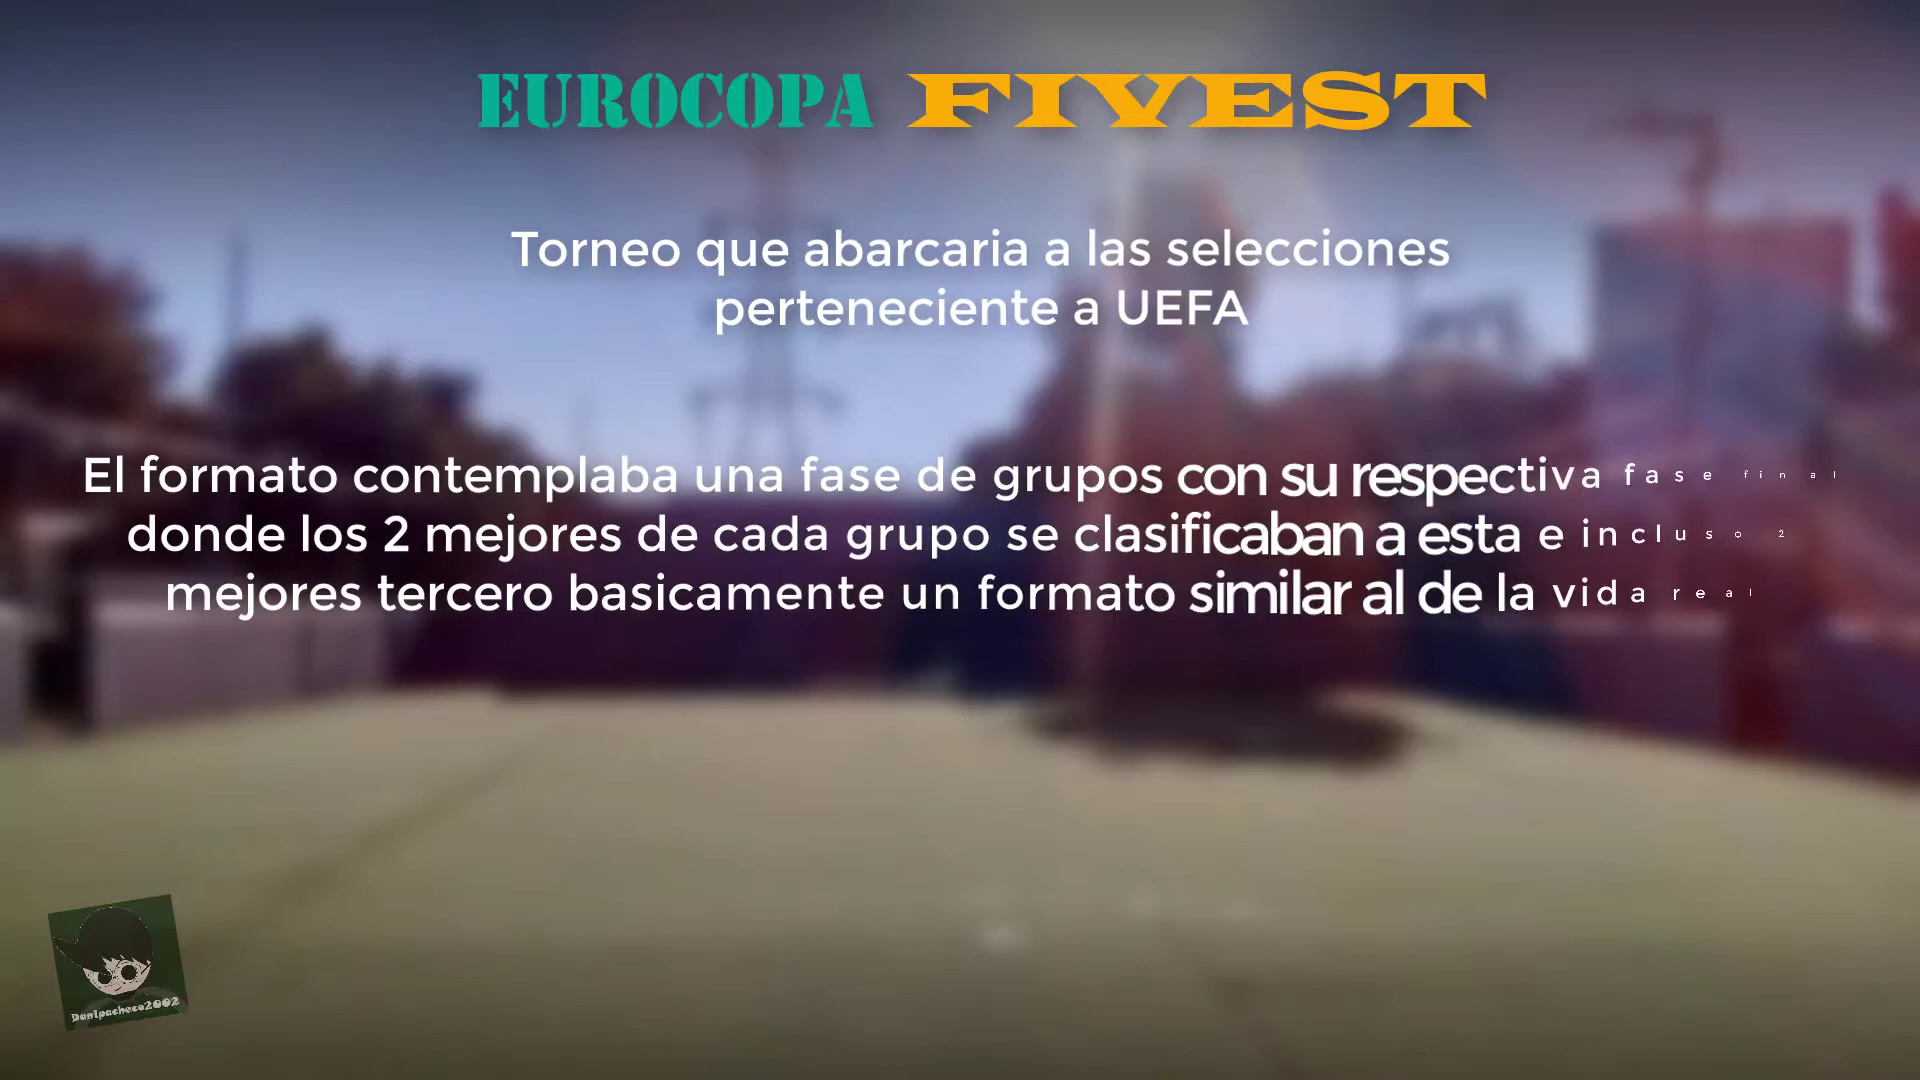 EUROCOPA FIVEST
Torneo que abarcaria a las selecciones
perteneciente a UEFA
El formato contemplaba una fase de grupos con su respectiva fase final
donde los 2 mejores de cada grupo se clasificaban a esta e incluso 2
mejores tercero basicamente un formato similar al de la vida real
Danipacheco2002